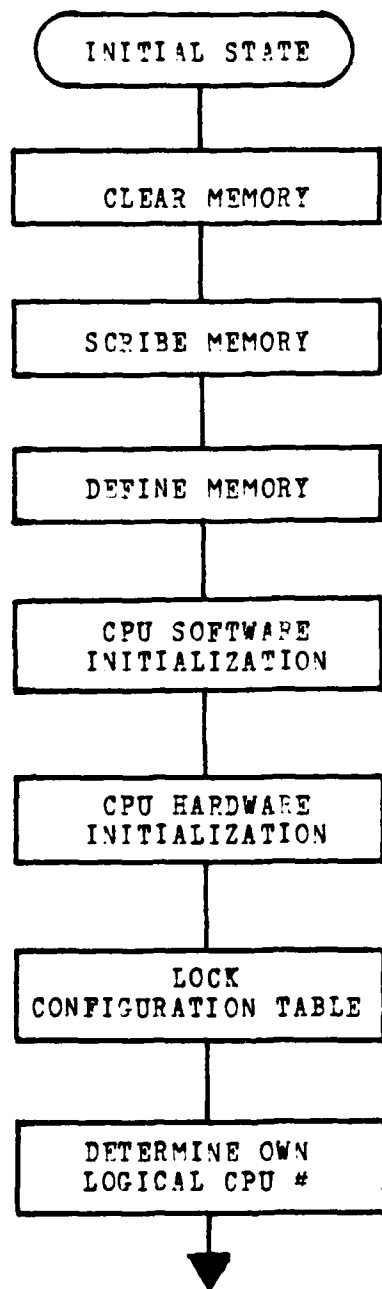 INITIAL STATE
CLEAR MEMORY
SCRIBE MEMORY
DEFINE MEMORY
CPU SOFTWARE
INITIALIZATION
CPU HARDWARE
INITIALIZATION
LOCK
CONFIGURATION TABLE
DETERMINE OWN
LOGICAL CPU #